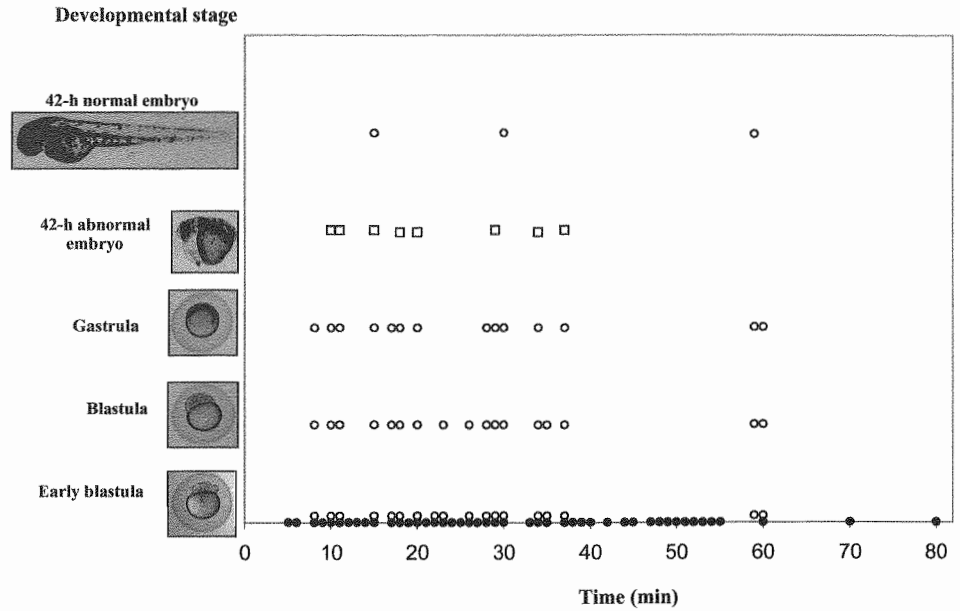 Developmental stage
42-h normal embryo
42-h abnormal
embryo
Gastrula
Blastula
Early blastula
0 10 20 30 40 50 60 70 80
Time (min)